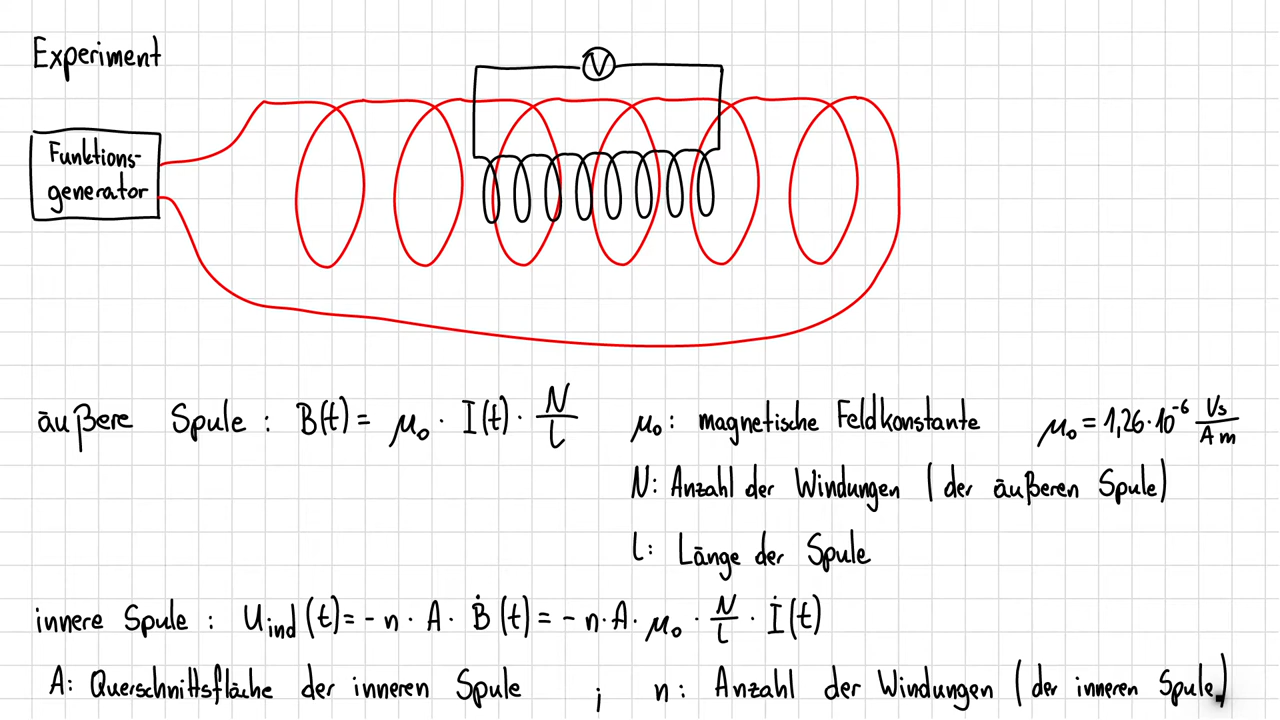 Experiment
V
Funktions-
generator
äußere Spule : B(t) = μ₀ · I(t) · N/l
μ₀ : magnetische Feldkonstante μ₀ = 1,26 · 10⁻⁶ Vs/Am
N: Anzahl der Windungen (der äußeren Spule)
l: Länge der Spule
innere Spule : U_ind (t) = - n · A · Ḃ (t) = - n · A · μ₀ · N/l · İ(t)
A: Querschnittsfläche der inneren Spule ; n: Anzahl der Windungen (der inneren Spule)